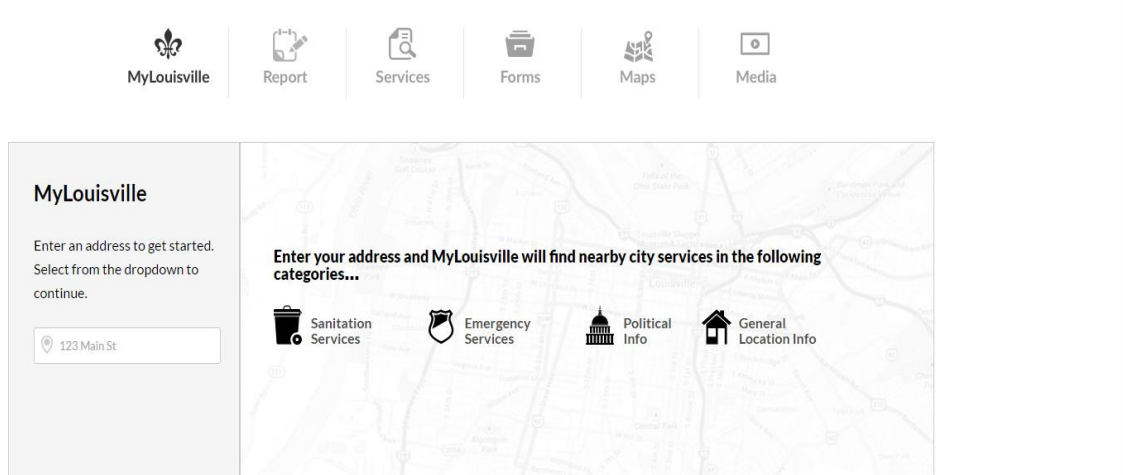 MyLouisville
Report
Services
Forms
Maps
Media
MyLouisville
Enter an address to get started.
Select from the dropdown to
continue.
123 Main St
Enter your address and MyLouisville will find nearby city services in the following
categories...
Sanitation
Services
Emergency
Services
Political
Info
General
Location Info
Louisville